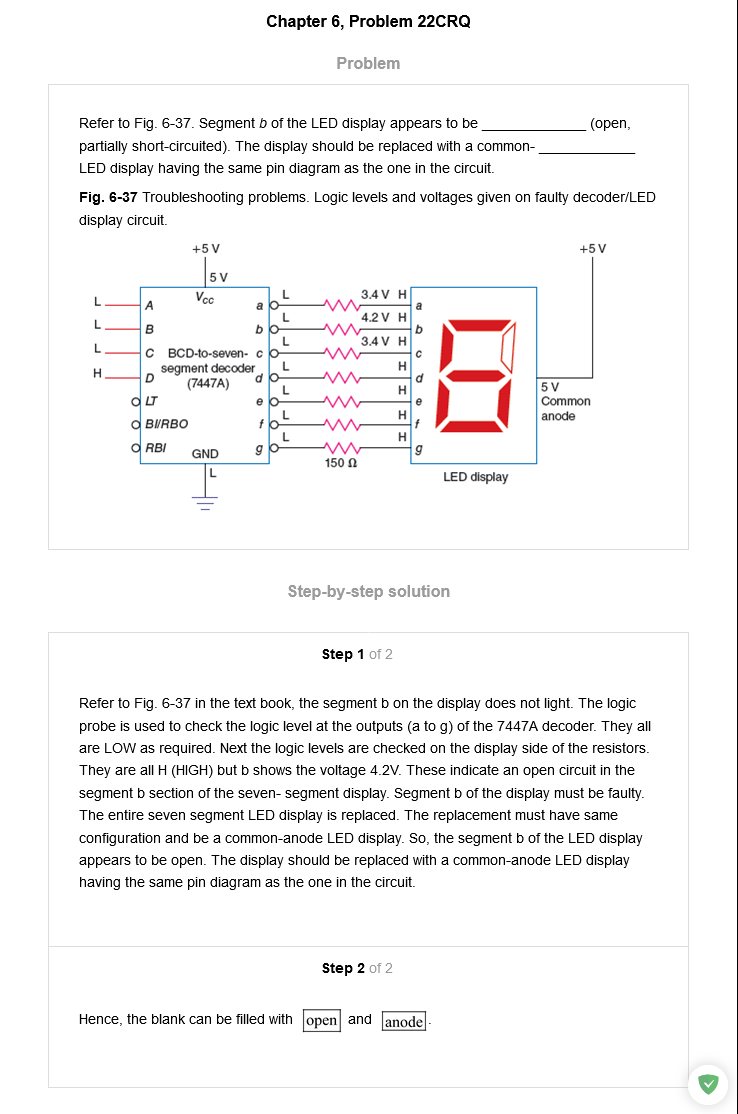 Chapter 6, Problem 22CRQ
Problem
Refer to Fig. 6-37. Segment b of the LED display appears to be ______________ (open,
partially short-circuited). The display should be replaced with a common- ____________
LED display having the same pin diagram as the one in the circuit.
Fig. 6-37 Troubleshooting problems. Logic levels and voltages given on faulty decoder/LED
display circuit.
+5 V
+5 V
5 V
VCC
L A
L B
L C
H D
BCD-to-seven-
segment decoder
(7447A)
LT
BI/RBO
RBI
GND
L
a L 3.4 V H a
b L 4.2 V H b
c L 3.4 V H c
d L H d
e L H e
f L H f
g L H g
150 Ω
5 V
Common
anode
LED display
Step-by-step solution
Step 1 of 2
Refer to Fig. 6-37 in the text book, the segment b on the display does not light. The logic
probe is used to check the logic level at the outputs (a to g) of the 7447A decoder. They all
are LOW as required. Next the logic levels are checked on the display side of the resistors.
They are all H (HIGH) but b shows the voltage 4.2V. These indicate an open circuit in the
segment b section of the seven- segment display. Segment b of the display must be faulty.
The entire seven segment LED display is replaced. The replacement must have same
configuration and be a common-anode LED display. So, the segment b of the LED display
appears to be open. The display should be replaced with a common-anode LED display
having the same pin diagram as the one in the circuit.
Step 2 of 2
Hence, the blank can be filled with open and anode.